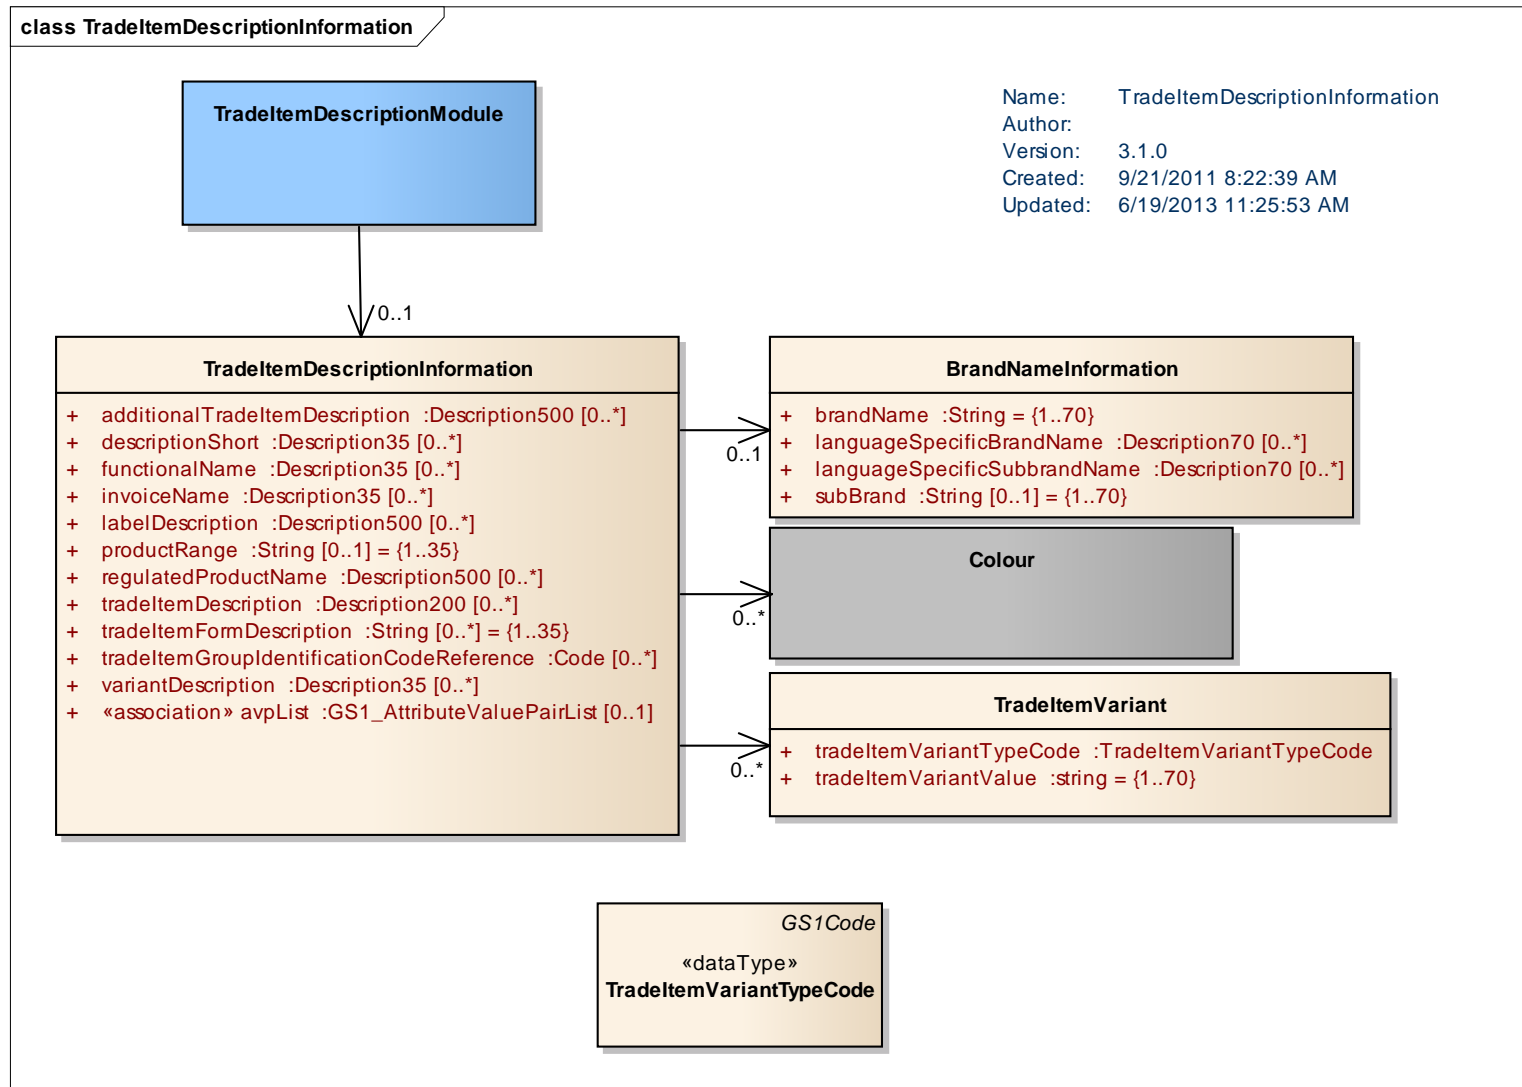 class TradeItemDescriptionInformation
TradeItemDescriptionModule
Name: TradeItemDescriptionInformation
Author:
Version: 3.1.0
Created: 9/21/2011 8:22:39 AM
Updated: 6/19/2013 11:25:53 AM
0..1
TradeItemDescriptionInformation
+ additionalTradeItemDescription :Description500 [0..*]
+ descriptionShort :Description35 [0..*]
+ functionalName :Description35 [0..*]
+ invoiceName :Description35 [0..*]
+ labelDescription :Description500 [0..*]
+ productRange :String [0..1] = {1..35}
+ regulatedProductName :Description500 [0..*]
+ tradeItemDescription :Description200 [0..*]
+ tradeItemFormDescription :String [0..*] = {1..35}
+ tradeItemGroupIdentificationCodeReference :Code [0..*]
+ variantDescription :Description35 [0..*]
+ «association» avpList :GS1_AttributeValuePairList [0..1]
0..1
BrandNameInformation
+ brandName :String = {1..70}
+ languageSpecificBrandName :Description70 [0..*]
+ languageSpecificSubbrandName :Description70 [0..*]
+ subBrand :String [0..1] = {1..70}
0..*
Colour
0..*
TradeItemVariant
+ tradeItemVariantTypeCode :TradeItemVariantTypeCode
+ tradeItemVariantValue :string = {1..70}
GS1Code
«dataType»
TradeItemVariantTypeCode